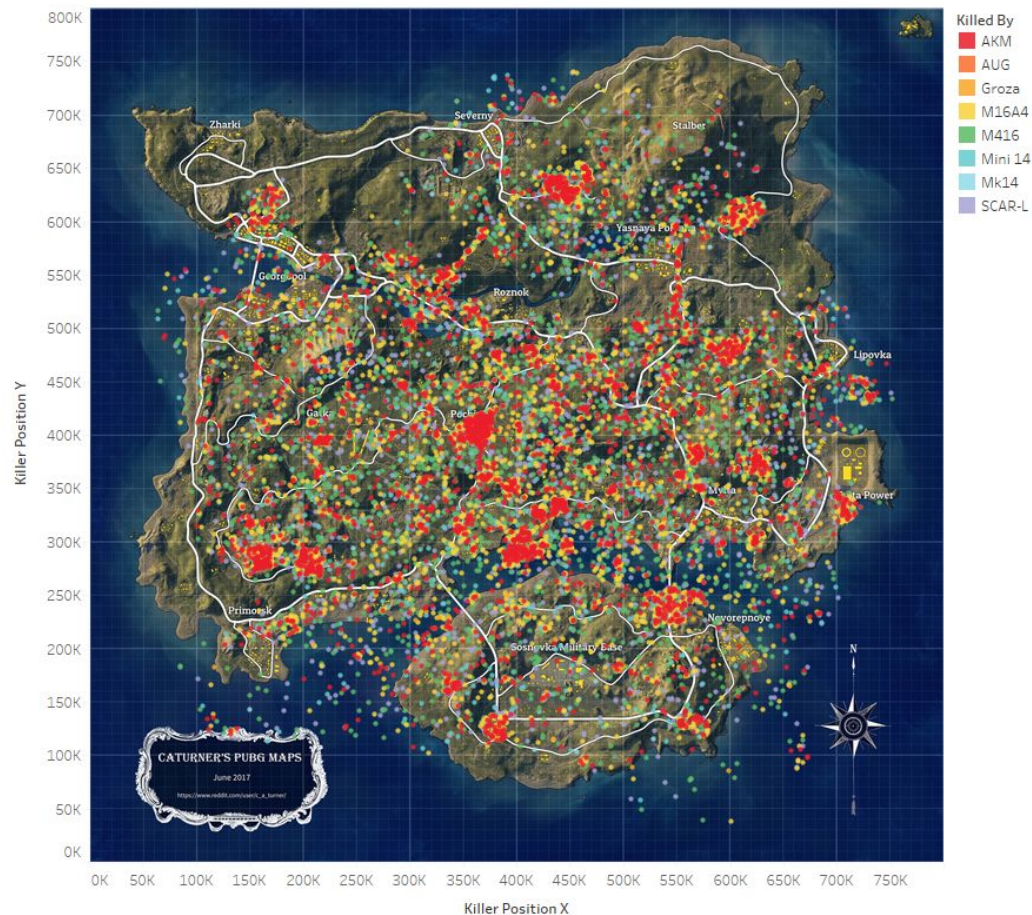 Killed By
AKM
AUG
Groza
M16A4
M416
Mini 14
Mk14
SCAR-L
800K
750K
700K
650K
600K
550K
500K
450K
400K
350K
300K
250K
200K
150K
100K
50K
0K
Killer Position Y
Zharki
Severny
Stalber
Yasnaya
Georgopol
Roznok
Lipovka
Gatka
Mylta
Power
Primorsk
Novorepnoye
Sosnovka Military Base
N
S
CATURNER'S PUBG MAPS
June 2017
https://www.reddit.com/user/c_a_turner/
0K 50K 100K 150K 200K 250K 300K 350K 400K 450K 500K 550K 600K 650K 700K 750K
Killer Position X